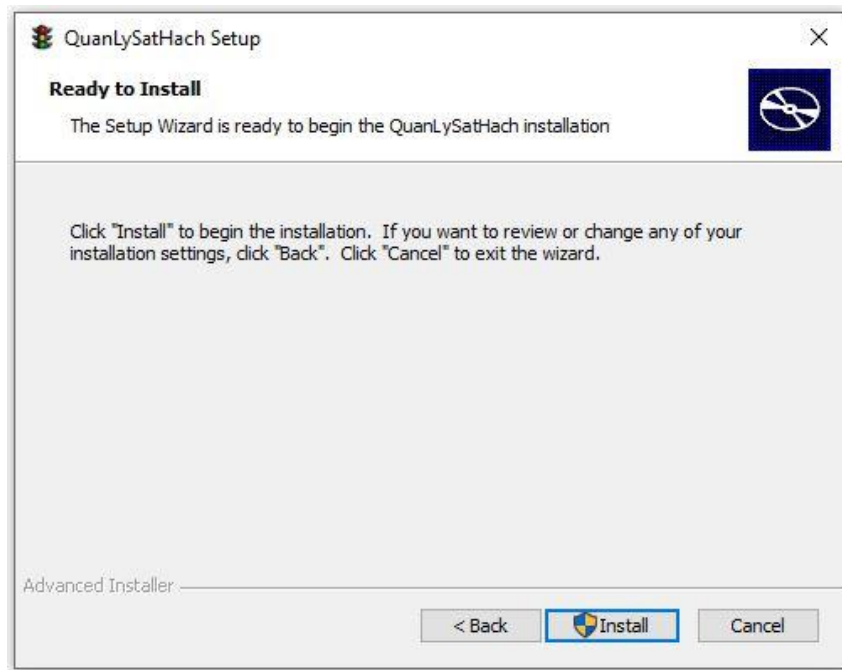 QuanLySatHach Setup
Ready to Install
The Setup Wizard is ready to begin the QuanLySatHach installation
Click "Install" to begin the installation.  If you want to review or change any of your
installation settings, click "Back".  Click "Cancel" to exit the wizard.
Advanced Installer
< Back
Install
Cancel